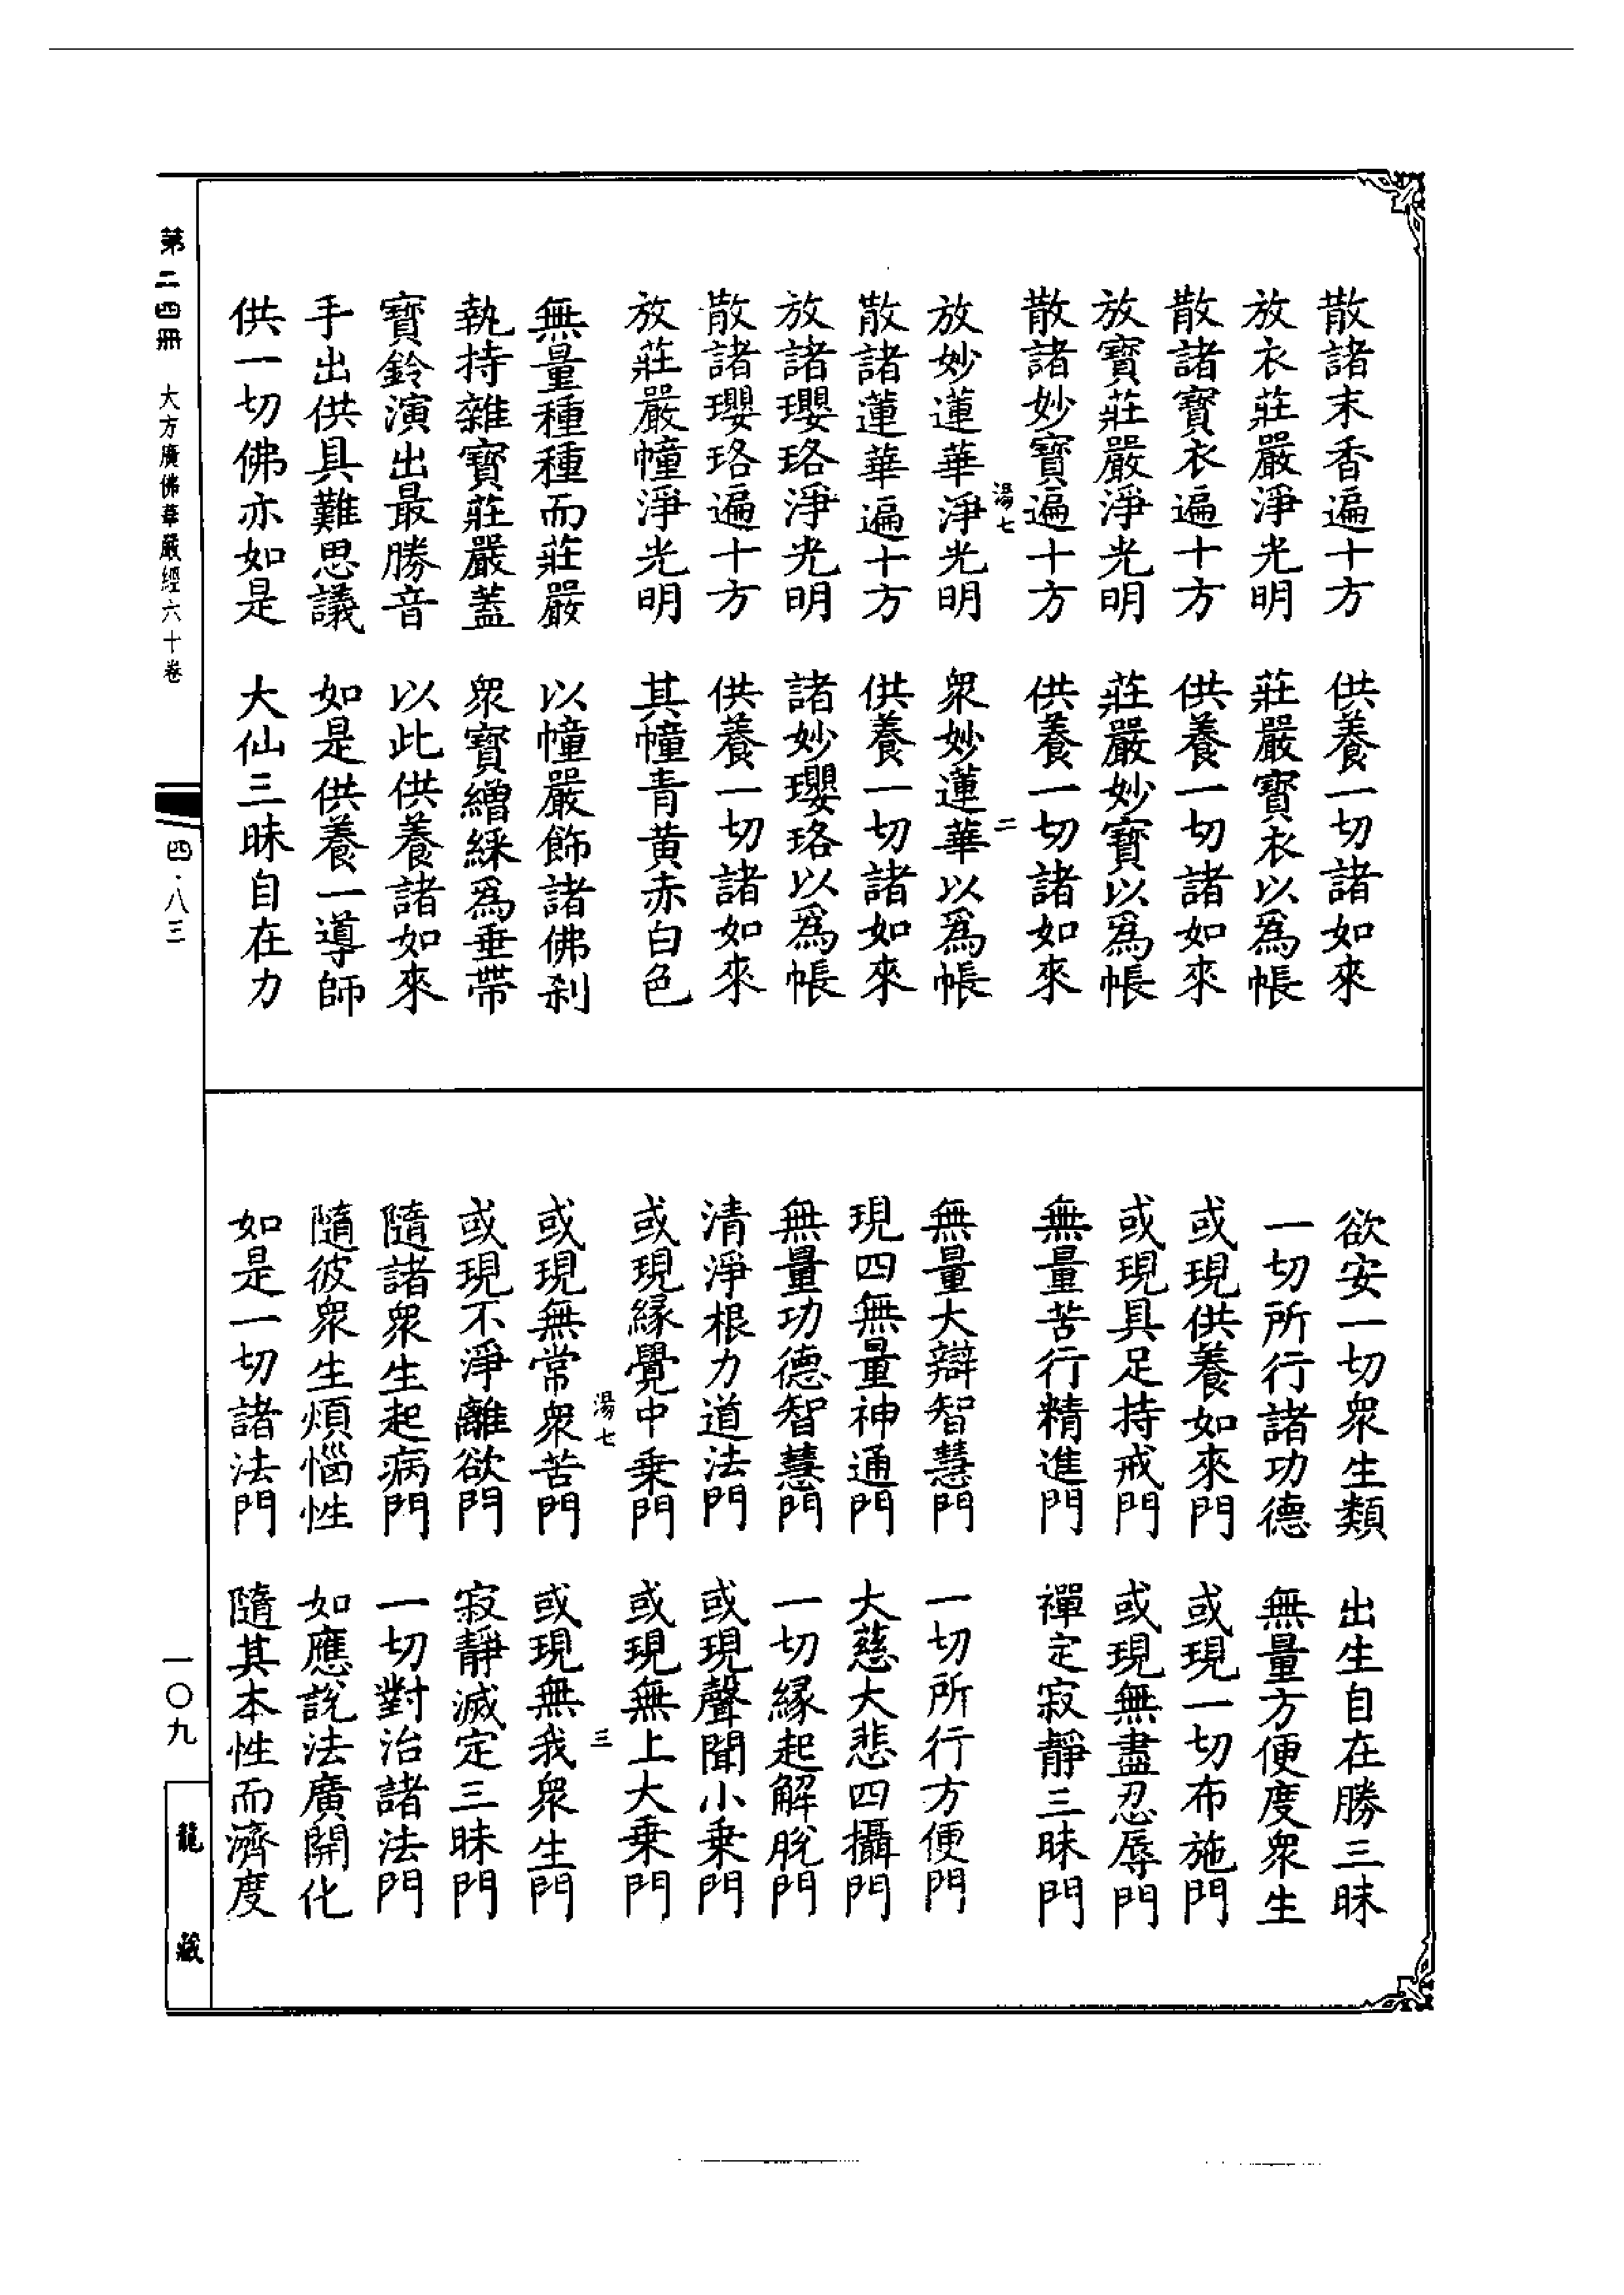 散諸末香遍十方　供養一切諸如來
放衣莊嚴淨光明　莊嚴寶衣以爲帳
散諸寶衣遍十方　供養一切諸如來
放寶莊嚴淨光明　莊嚴妙寶以爲帳
散諸妙寶遍十方　供養一切諸如來
湯七　二
放妙蓮華淨光明　衆妙蓮華以爲帳
散諸蓮華遍十方　供養一切諸如來
放諸瓔珞淨光明　諸妙瓔珞以爲帳
散諸瓔珞遍十方　供養一切諸如來
放莊嚴幢淨光明　其幢青黃赤白色
無量種種而莊嚴　以幢嚴飾諸佛刹
執持雜寶莊嚴蓋　衆寶繒綵爲垂帶
寶鈴演出最勝音　以此供養諸如來
手出供具難思議　如是供養一導師
供一切佛亦如是　大仙三昧自在力
欲安一切衆生類　出生自在勝三昧
一切所行諸功德　無量方便度衆生
或現供養如來門　或現一切布施門
或現具足持戒門　或現無盡忍辱門
無量苦行精進門　禪定寂靜三昧門
無量大辯智慧門　一切所行方便門
現四無量神通門　大慈大悲四攝門
無量功德智慧門　一切緣起解脫門
清淨根力道法門　或現聲聞小乘門
或現緣覺中乘門　或現無上大乘門
湯七　三
或現無常衆苦門　或現無我衆生門
或現不淨離欲門　寂靜滅定三昧門
隨諸衆生起病門　一切對治諸法門
隨彼衆生煩惱性　如應說法廣開化
如是一切諸法門　隨其本性而濟度
第二四冊　大方廣佛華嚴經六十卷　四·八三　一〇九　龍藏